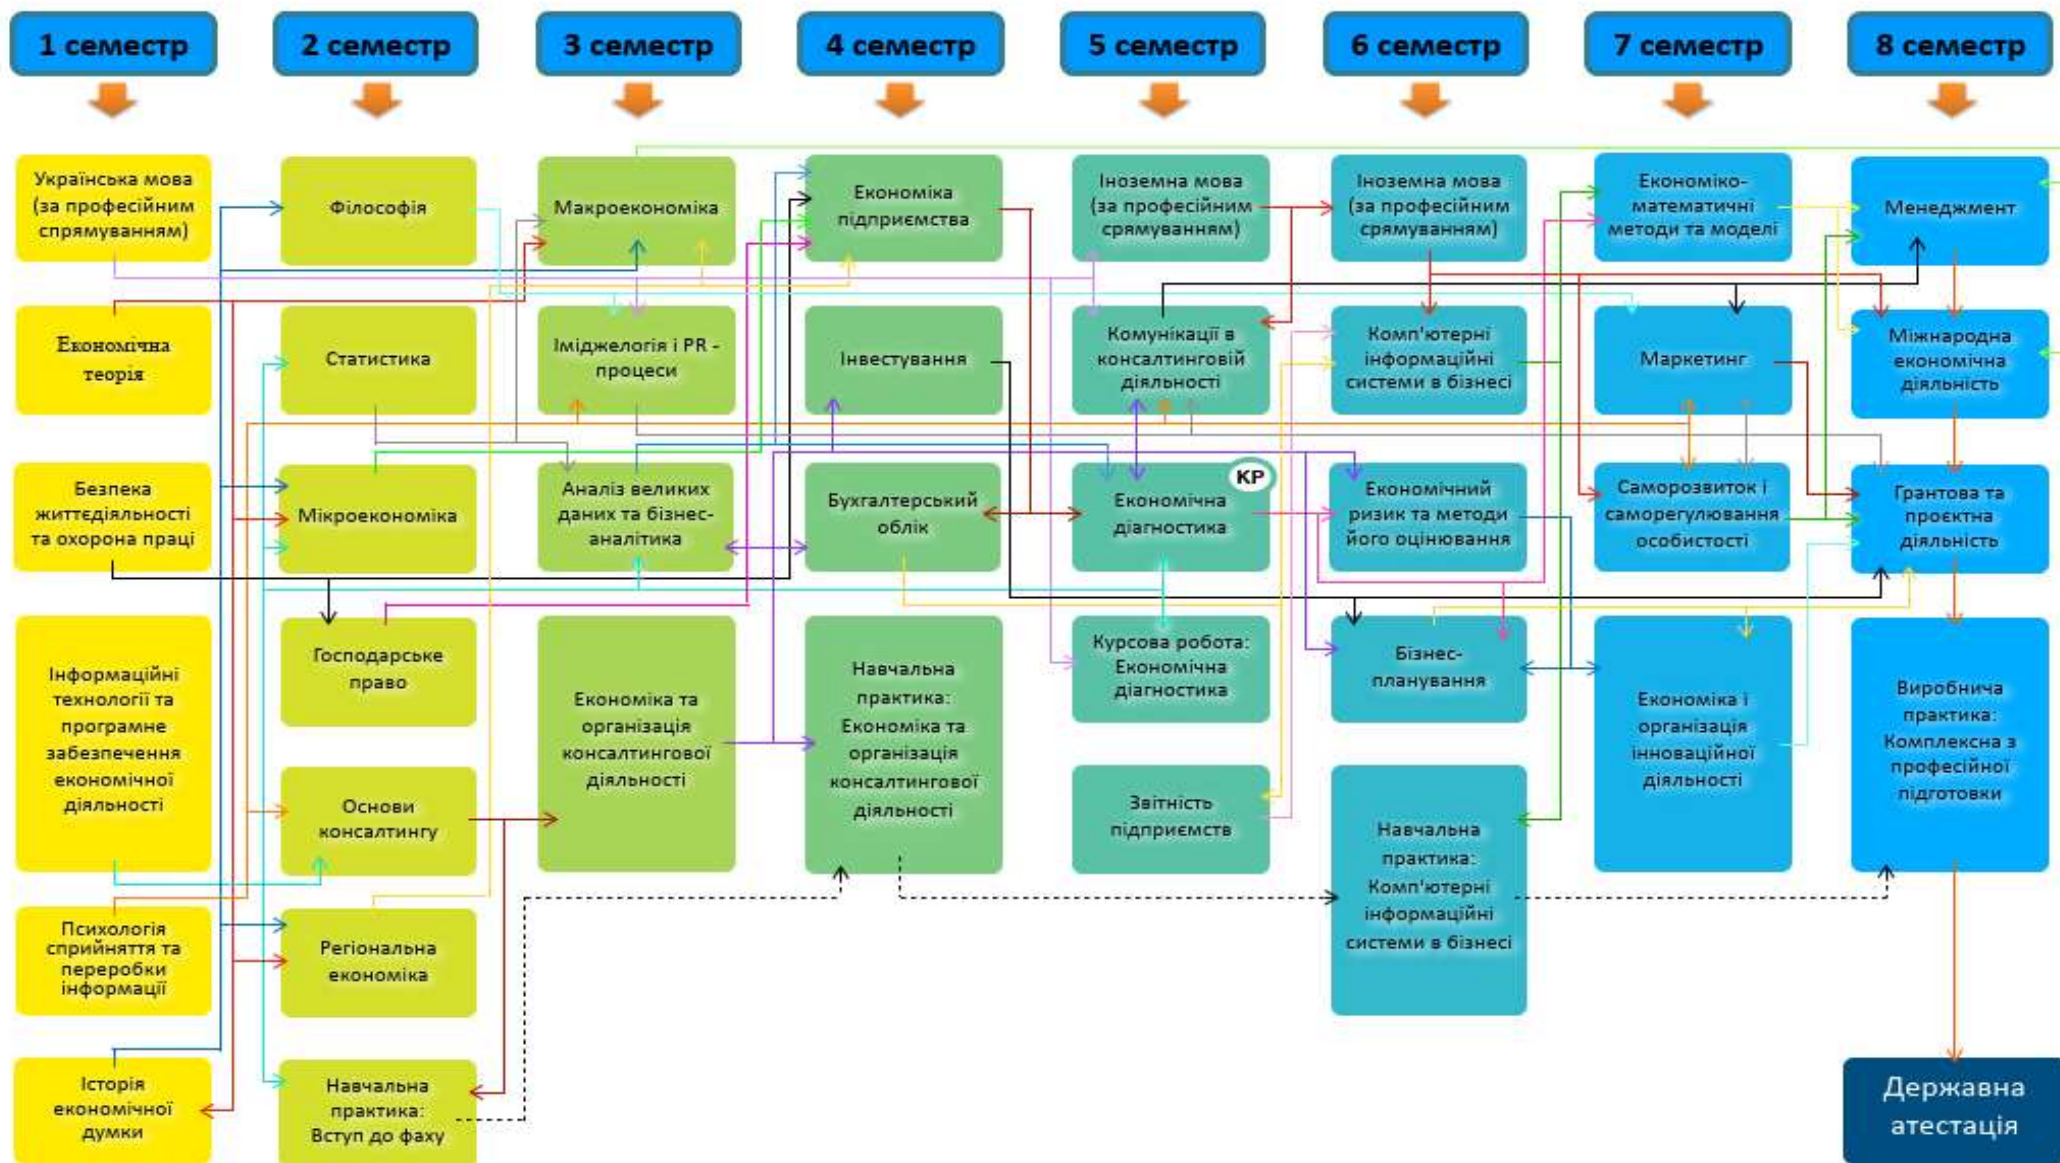 1 семестр
2 семестр
3 семестр
4 семестр
5 семестр
6 семестр
7 семестр
8 семестр
Українська мова
(за професійним
спрямуванням)
Економічна
теорія
Безпека
життєдіяльності
та охорона праці
Інформаційні
технології та
програмне
забезпечення
економічної
діяльності
Психологія
сприйняття та
переробки
інформації
Історія
економічної
думки
Філософія
Статистика
Мікроекономіка
Господарське
право
Основи
консалтингу
Регіональна
економіка
Навчальна
практика:
Вступ до фаху
Макроекономіка
Іміджелогія і PR -
процеси
Аналіз великих
даних та бізнес-
аналітика
Економіка та
організація
консалтингової
діяльності
Економіка
підприємства
Інвестування
Бухгалтерський
облік
Навчальна
практика:
Економіка та
організація
консалтингової
діяльності
Іноземна мова
(за професійним
срямуванням)
Комунікації в
консалтинговій
діяльності
КР
Економічна
діагностика
Курсова робота:
Економічна
діагностика
Звітність
підприємств
Іноземна мова
(за професійним
срямуванням)
Комп'ютерні
інформаційні
системи в бізнесі
Економічний
ризик та методи
його оцінювання
Бізнес-
планування
Навчальна
практика:
Комп'ютерні
інформаційні
системи в бізнесі
Економіко-
математичні
методи та моделі
Маркетинг
Саморозвиток і
саморегулювання
особистості
Економіка і
організація
інноваційної
діяльності
Менеджмент
Міжнародна
економічна
діяльність
Грантова та
проєктна
діяльність
Виробнича
практика:
Комплексна з
професійної
підготовки
Державна
атестація